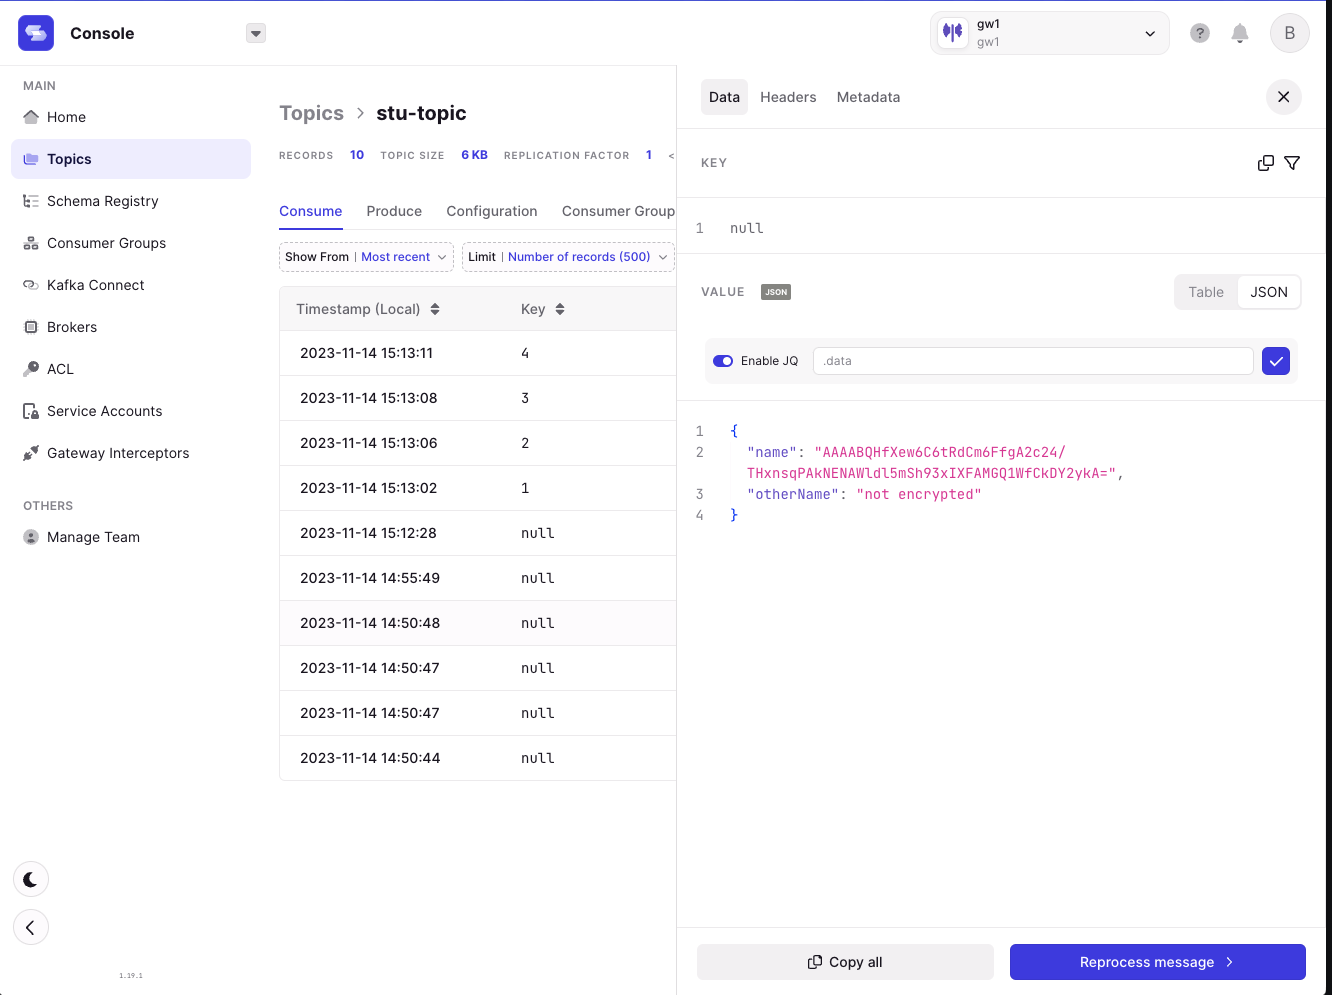 Console
gw1
gw1
?
B
MAIN
Home
Topics
Schema Registry
Consumer Groups
Kafka Connect
Brokers
ACL
Service Accounts
Gateway Interceptors
OTHERS
Manage Team
1.19.1
Topics > stu-topic
RECORDS 10 TOPIC SIZE 6 KB REPLICATION FACTOR 1 <
Consume Produce Configuration Consumer Group
Show From | Most recent Limit | Number of records (500)
Timestamp (Local) Key
2023-11-14 15:13:11 4
2023-11-14 15:13:08 3
2023-11-14 15:13:06 2
2023-11-14 15:13:02 1
2023-11-14 15:12:28 null
2023-11-14 14:55:49 null
2023-11-14 14:50:48 null
2023-11-14 14:50:47 null
2023-11-14 14:50:47 null
2023-11-14 14:50:44 null
Data Headers Metadata
KEY
1 null
VALUE JSON Table JSON
Enable JQ .data
1 {
2 "name": "AAAABQHfXew6C6tRdCm6FfgA2c24/
THxnsqPAkNENAWldl5mSh93xIXFAMGQ1WfCkDY2ykA=",
3 "otherName": "not encrypted"
4 }
Copy all Reprocess message >